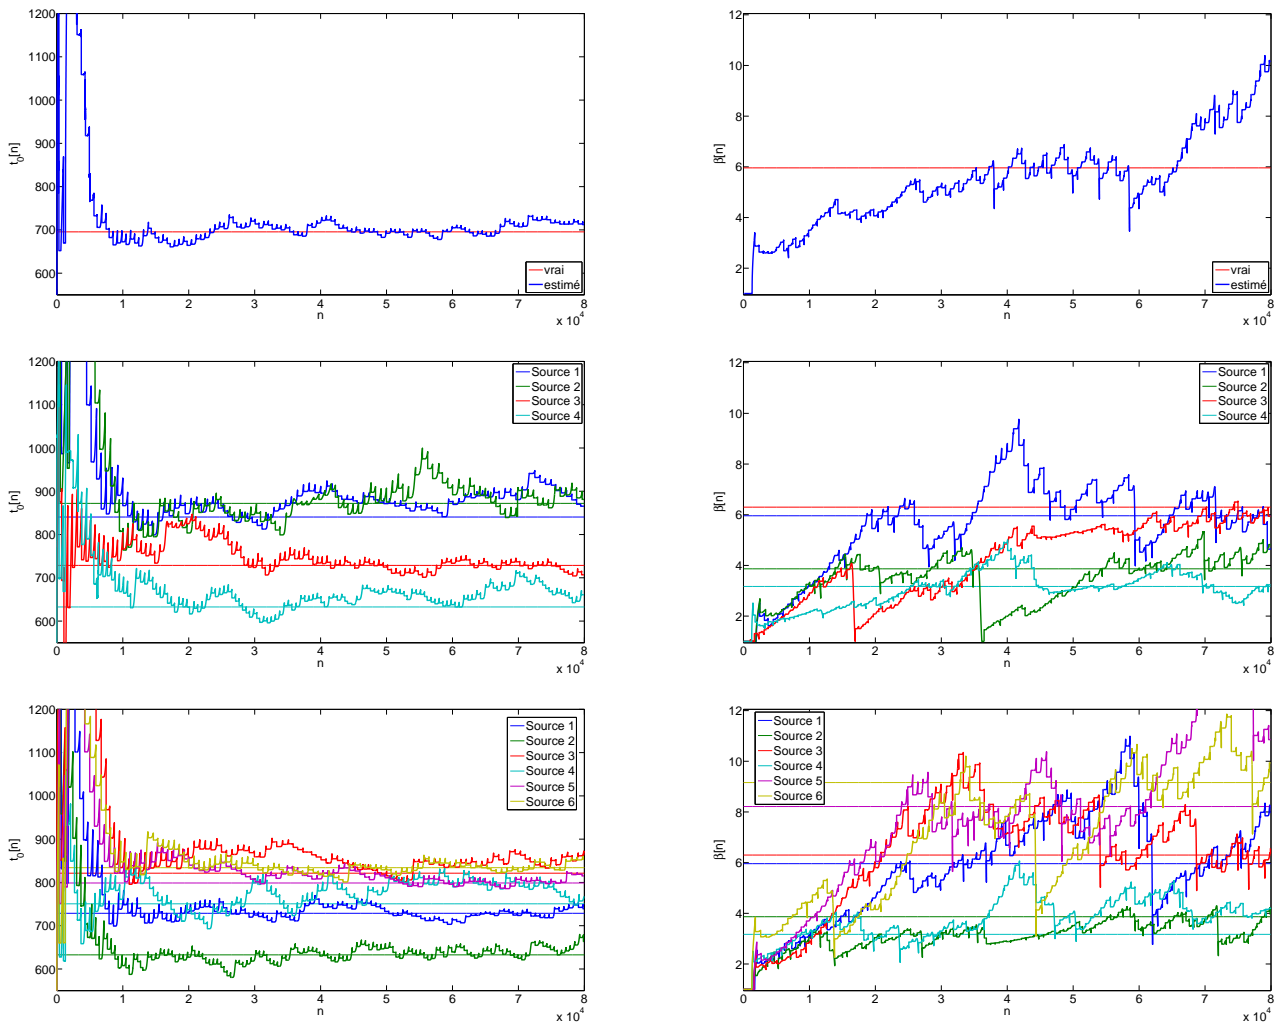 1200
1100
1000
900
800
700
600
t0[n]
0 1 2 3 4 5 6 7 8
n
x 10^4
vrai
estimé
12
10
8
6
4
2
β[n]
0 1 2 3 4 5 6 7 8
n
x 10^4
vrai
estimé
1200
1100
1000
900
800
700
600
t0[n]
0 1 2 3 4 5 6 7 8
n
x 10^4
Source 1
Source 2
Source 3
Source 4
12
10
8
6
4
2
β[n]
0 1 2 3 4 5 6 7 8
n
x 10^4
Source 1
Source 2
Source 3
Source 4
1200
1100
1000
900
800
700
600
t0[n]
0 1 2 3 4 5 6 7 8
n
x 10^4
Source 1
Source 2
Source 3
Source 4
Source 5
Source 6
12
10
8
6
4
2
β[n]
0 1 2 3 4 5 6 7 8
n
x 10^4
Source 1
Source 2
Source 3
Source 4
Source 5
Source 6